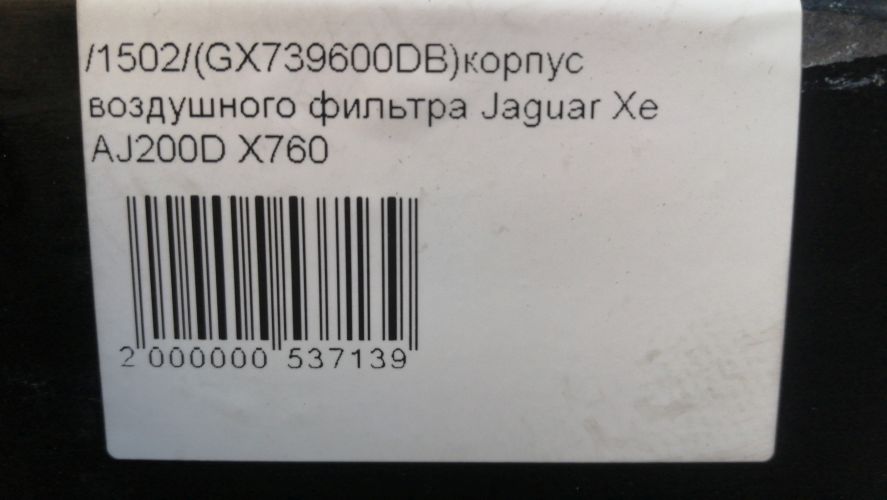 /1502/(GX739600DB)корпус
воздушного фильтра Jaguar Xe
AJ200D X760
2 000000 537139